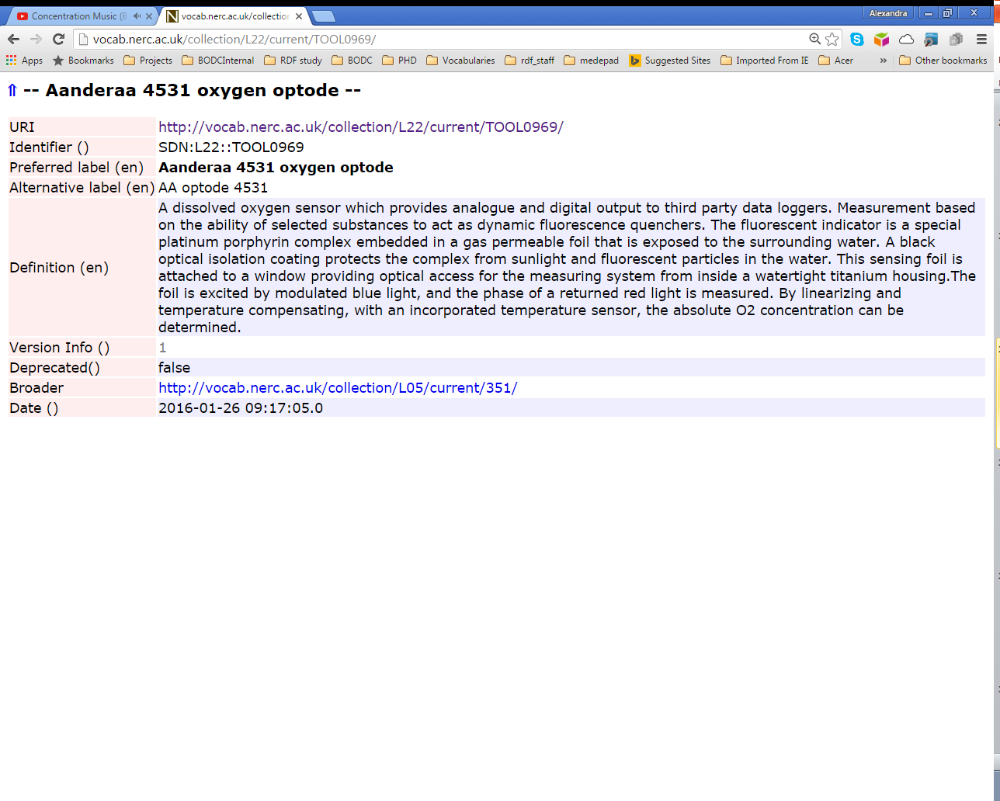 Concentration Music (B
vocab.nerc.ac.uk/collection
Alexandra
vocab.nerc.ac.uk/collection/L22/current/TOOL0969/
Apps Bookmarks Projects BODCInternal RDF study BODC PHD Vocabularies rdf_staff medepad Suggested Sites Imported From IE Acer » Other bookmarks
⇑ -- Aanderaa 4531 oxygen optode --
URI http://vocab.nerc.ac.uk/collection/L22/current/TOOL0969/
Identifier () SDN:L22::TOOL0969
Preferred label (en) Aanderaa 4531 oxygen optode
Alternative label (en) AA optode 4531
Definition (en)
A dissolved oxygen sensor which provides analogue and digital output to third party data loggers. Measurement based
on the ability of selected substances to act as dynamic fluorescence quenchers. The fluorescent indicator is a special
platinum porphyrin complex embedded in a gas permeable foil that is exposed to the surrounding water. A black
optical isolation coating protects the complex from sunlight and fluorescent particles in the water. This sensing foil is
attached to a window providing optical access for the measuring system from inside a watertight titanium housing.The
foil is excited by modulated blue light, and the phase of a returned red light is measured. By linearizing and
temperature compensating, with an incorporated temperature sensor, the absolute O2 concentration can be
determined.
Version Info () 1
Deprecated() false
Broader http://vocab.nerc.ac.uk/collection/L05/current/351/
Date () 2016-01-26 09:17:05.0